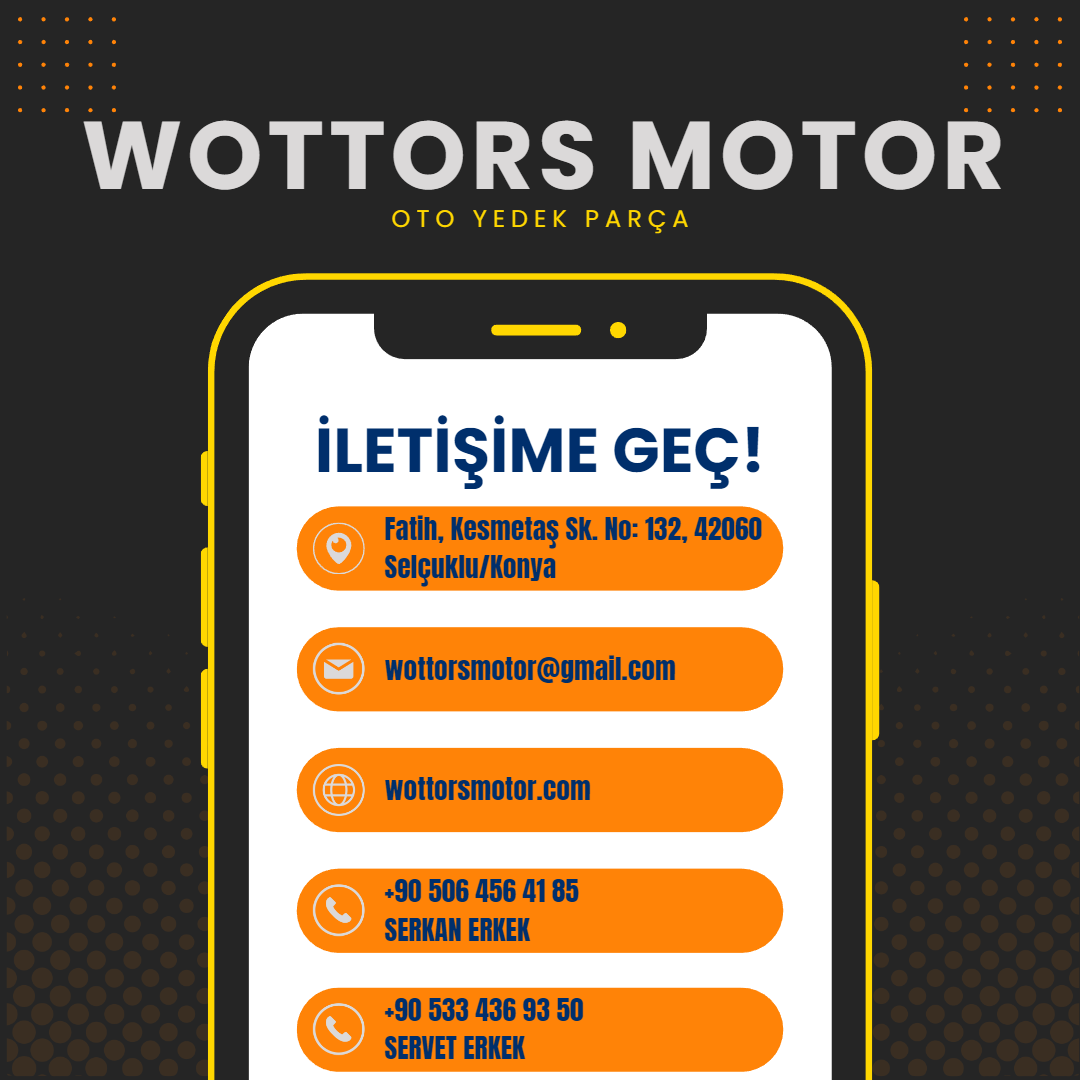 WOTTORS MOTOR
OTO YEDEK PARÇA
İLETİŞİME GEÇ!
Fatih, Kesmetaş Sk. No: 132, 42060
Selçuklu/Konya
wottorsmotor@gmail.com
wottorsmotor.com
+90 506 456 41 85
SERKAN ERKEK
+90 533 436 93 50
SERVET ERKEK